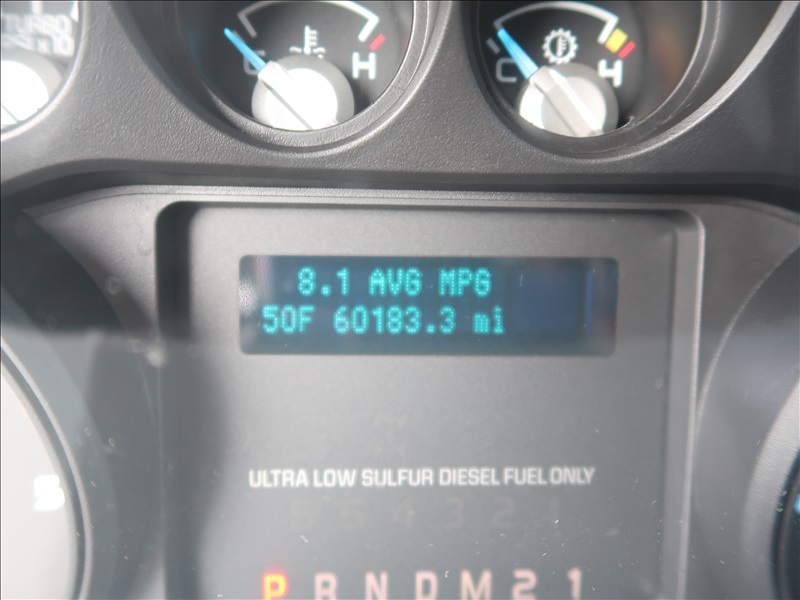 TURBO
x 10
C H
C H
8.1 AVG MPG
50F 60183.3 mi
ULTRA LOW SULFUR DIESEL FUEL ONLY
6 5 4 3 2 1
P R N D M 2 1